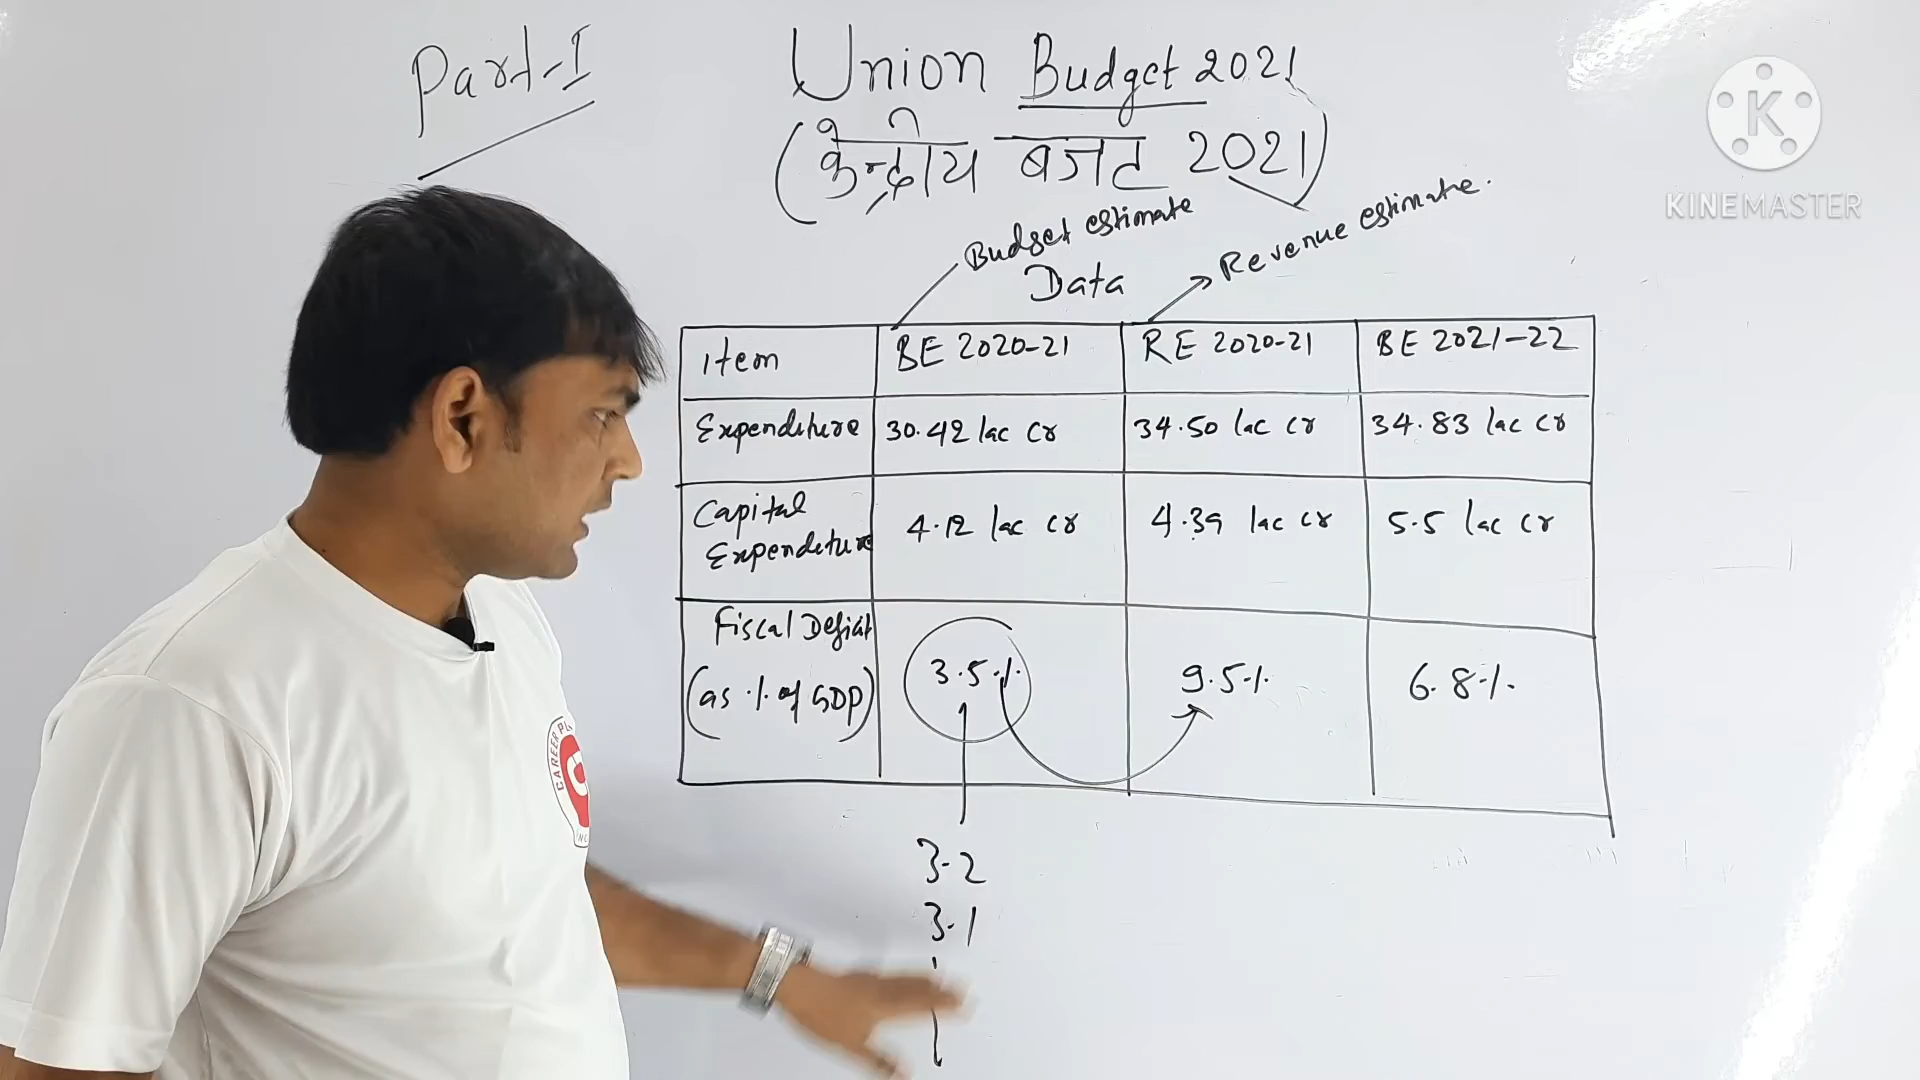 Part-I
Union Budget 2021
(केन्द्रीय बजट 2021)
Budget estimate
Revenue estimate.
Data
item BE 2020-21 RE 2020-21 BE 2021-22
Expenditure 30.42 lac cr 34.50 lac cr 34.83 lac cr
Capital Expenditure 4.12 lac cr 4.39 lac cr 5.5 lac cr
Fiscal Deficit
(as % of GDP) 3.5% 9.5% 6.8%
3.2
3.1
K
KINEMASTER
CAREER